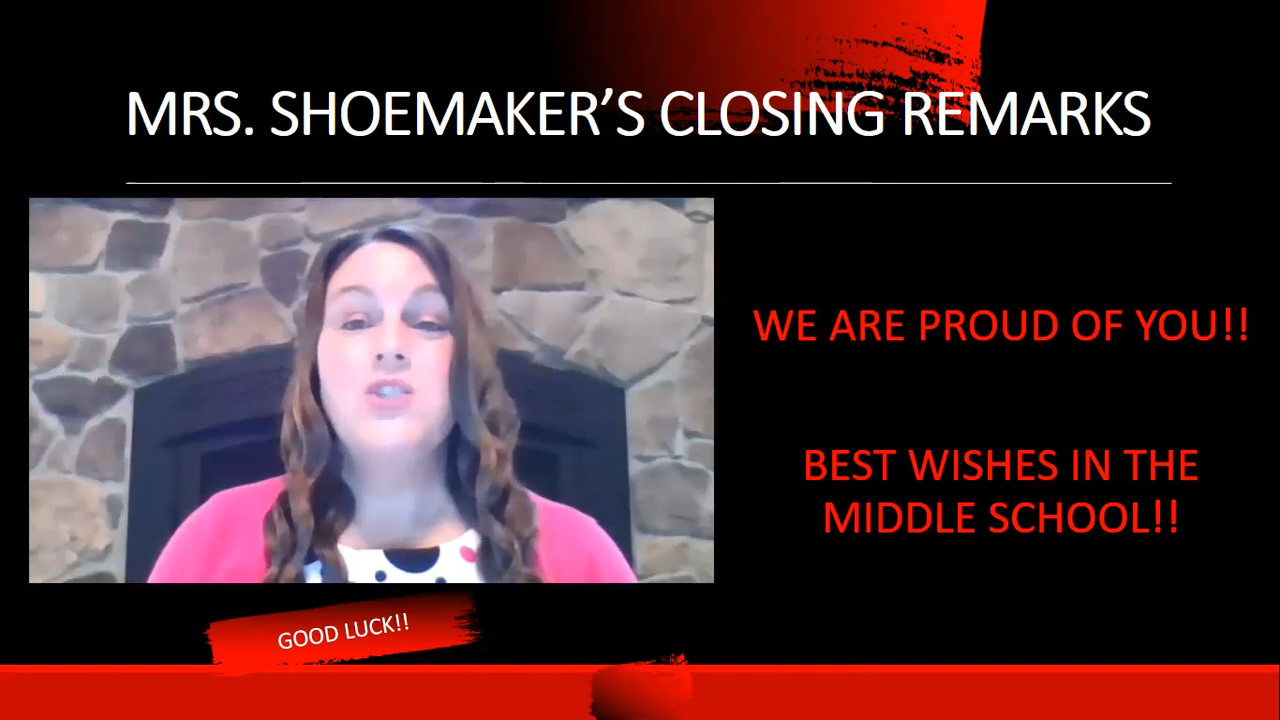 MRS. SHOEMAKER’S CLOSING REMARKS
WE ARE PROUD OF YOU!!
BEST WISHES IN THE
MIDDLE SCHOOL!!
GOOD LUCK!!